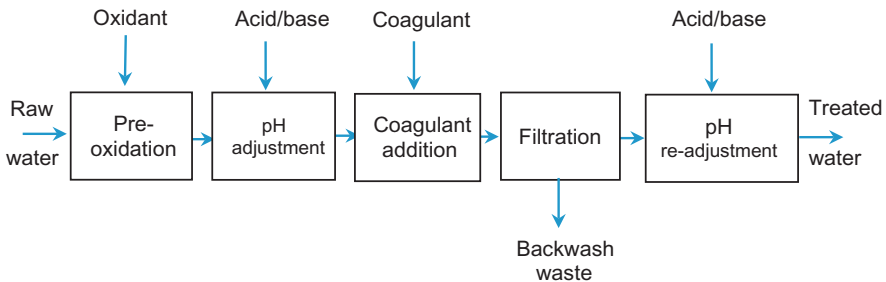 Oxidant
Acid/base
Coagulant
Acid/base
Raw
water
Pre-
oxidation
pH
adjustment
Coagulant
addition
Filtration
pH
re-adjustment
Treated
water
Backwash
waste